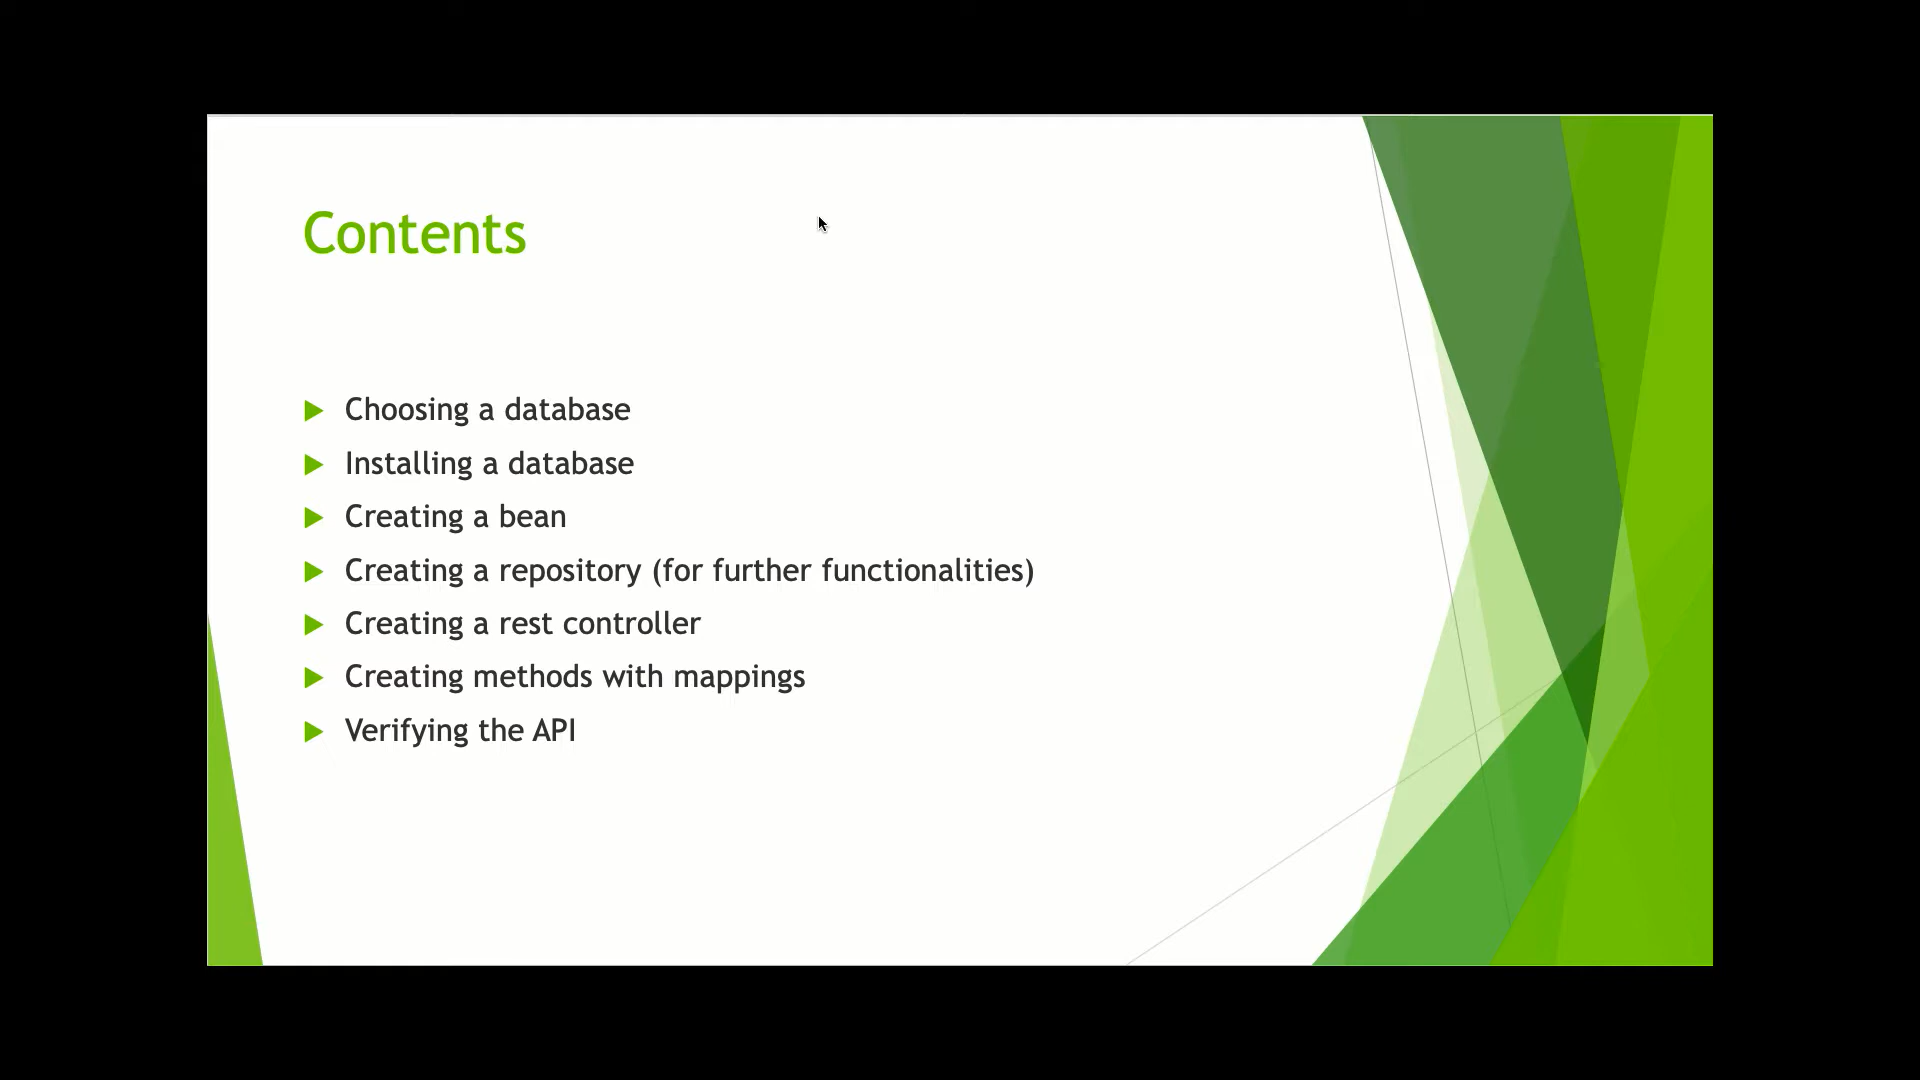 Contents
Choosing a database
Installing a database
Creating a bean
Creating a repository (for further functionalities)
Creating a rest controller
Creating methods with mappings
Verifying the API